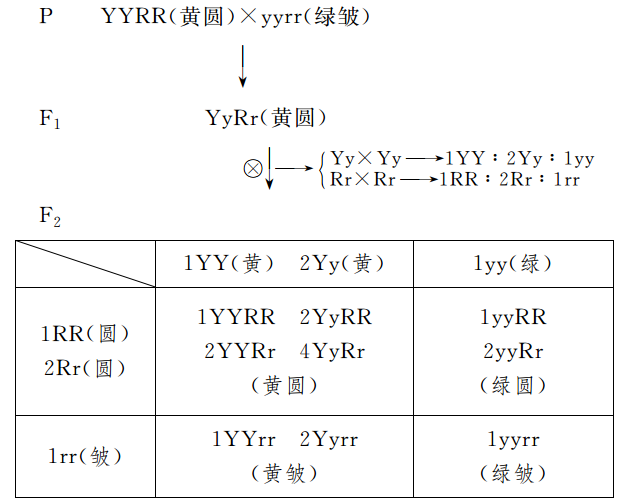 P YYRR(黄圆)×yyrr(绿皱)
F₁ YyRr(黄圆)
⊗ Yy×Yy→1YY∶2Yy∶1yy
Rr×Rr→1RR∶2Rr∶1rr
F₂
1YY(黄) 2Yy(黄) 1yy(绿)
1RR(圆)
2Rr(圆)
1YYRR 2YyRR
2YYRr 4YyRr
(黄圆)
1yyRR
2yyRr
(绿圆)
1rr(皱)
1YYrr 2Yyrr
(黄皱)
1yyrr
(绿皱)